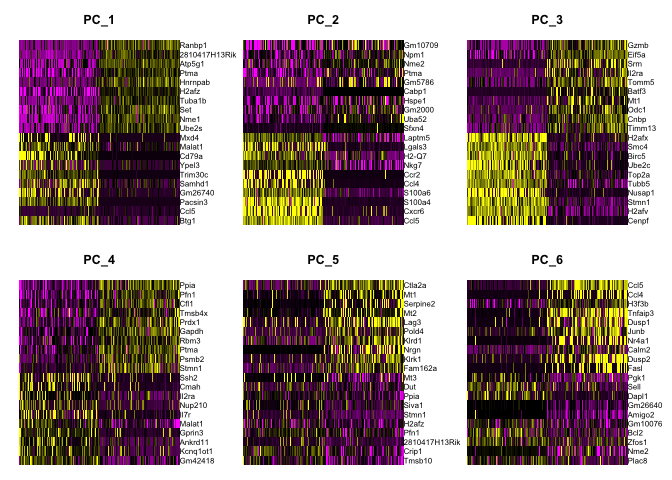 PC_1
Ranbp1
2810417H13Rik
Atp5g1
Ptma
Hnrnpab
H2afz
Tuba1b
Set
Nme1
Ube2s
Mxd4
Malat1
Cd79a
Ypel3
Trim30c
Samhd1
Gm26740
Pacsin3
Ccl5
Btg1
PC_2
Gm10709
Npm1
Nme2
Ptma
Gm5786
Cabp1
Hspe1
Gm2000
Uba52
Sfxn4
Laptm5
Lgals3
H2-Q7
Nkg7
Ccr2
Ccl4
S100a6
S100a4
Cxcr6
Ccl5
PC_3
Gzmb
Eif5a
Srm
Il2ra
Tomm5
Batf3
Mt1
Odc1
Cnbp
Timm13
H2afx
Smc4
Birc5
Ube2c
Top2a
Tubb5
Nusap1
Stmn1
H2afv
Cenpf
PC_4
Ppia
Pfn1
Cfl1
Tmsb4x
Prdx1
Gapdh
Rbm3
Ptma
Psmb2
Stmn1
Ssh2
Cmah
Il2ra
Nup210
Il7r
Malat1
Gprin3
Ankrd11
Kcnq1ot1
Gm42418
PC_5
Ctla2a
Mt1
Serpine2
Mt2
Lag3
Pold4
Klrd1
Nrgn
Klrk1
Fam162a
Mt3
Dut
Ppia
Siva1
Stmn1
H2afz
Pfn1
2810417H13Rik
Crip1
Tmsb10
PC_6
Ccl5
Ccl4
H3f3b
Tnfaip3
Dusp1
Junb
Nr4a1
Calm2
Dusp2
Fasl
Pgk1
Sell
Dapl1
Gm26640
Amigo2
Gm10076
Bcl2
Zfos1
Nme2
Plac8